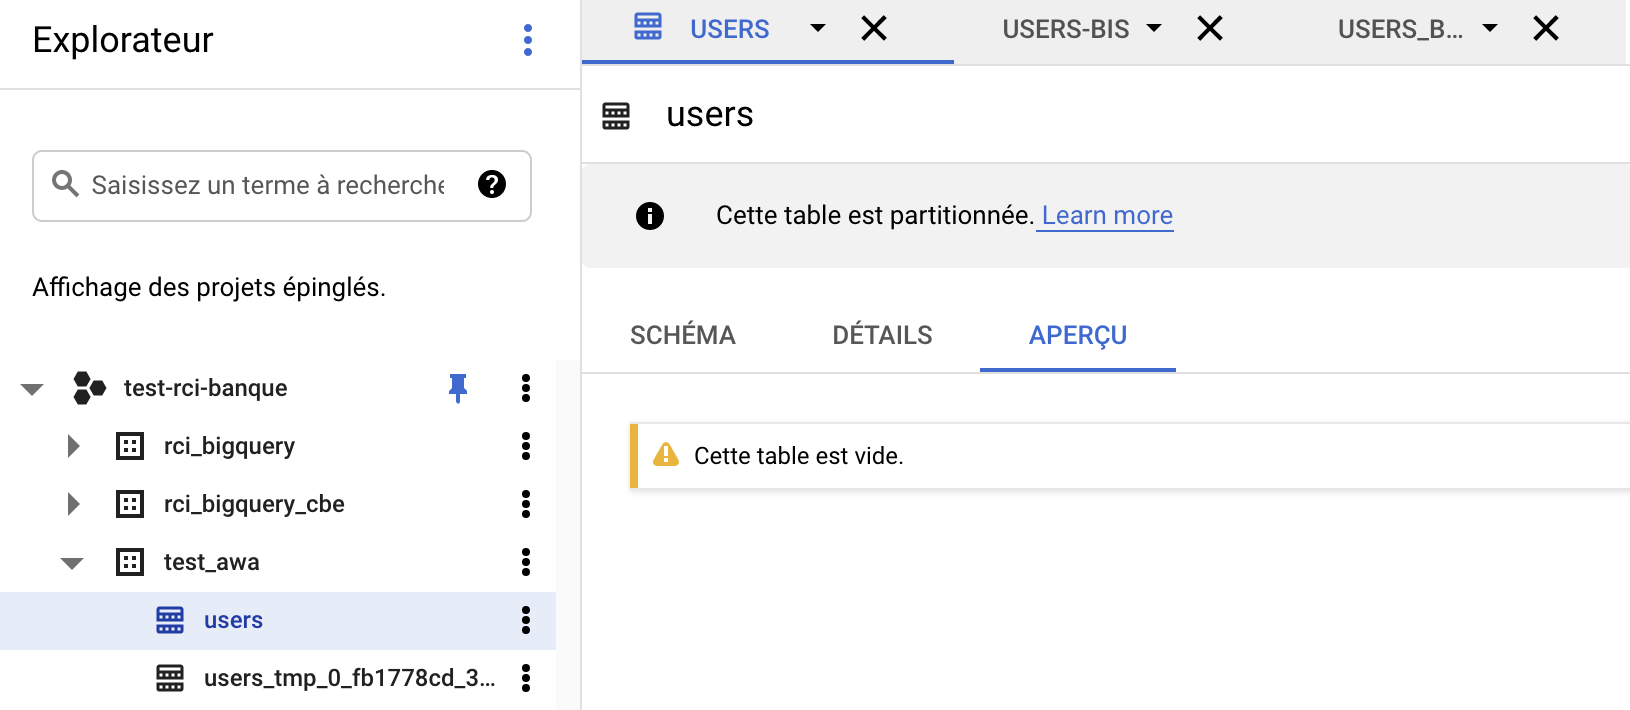 Explorateur
Saisissez un terme à recherche
Affichage des projets épinglés.
test-rci-banque
rci_bigquery
rci_bigquery_cbe
test_awa
users
users_tmp_0_fb1778cd_3...
USERS
USERS-BIS
USERS_B...
users
Cette table est partitionnée. Learn more
SCHÉMA DÉTAILS APERÇU
Cette table est vide.